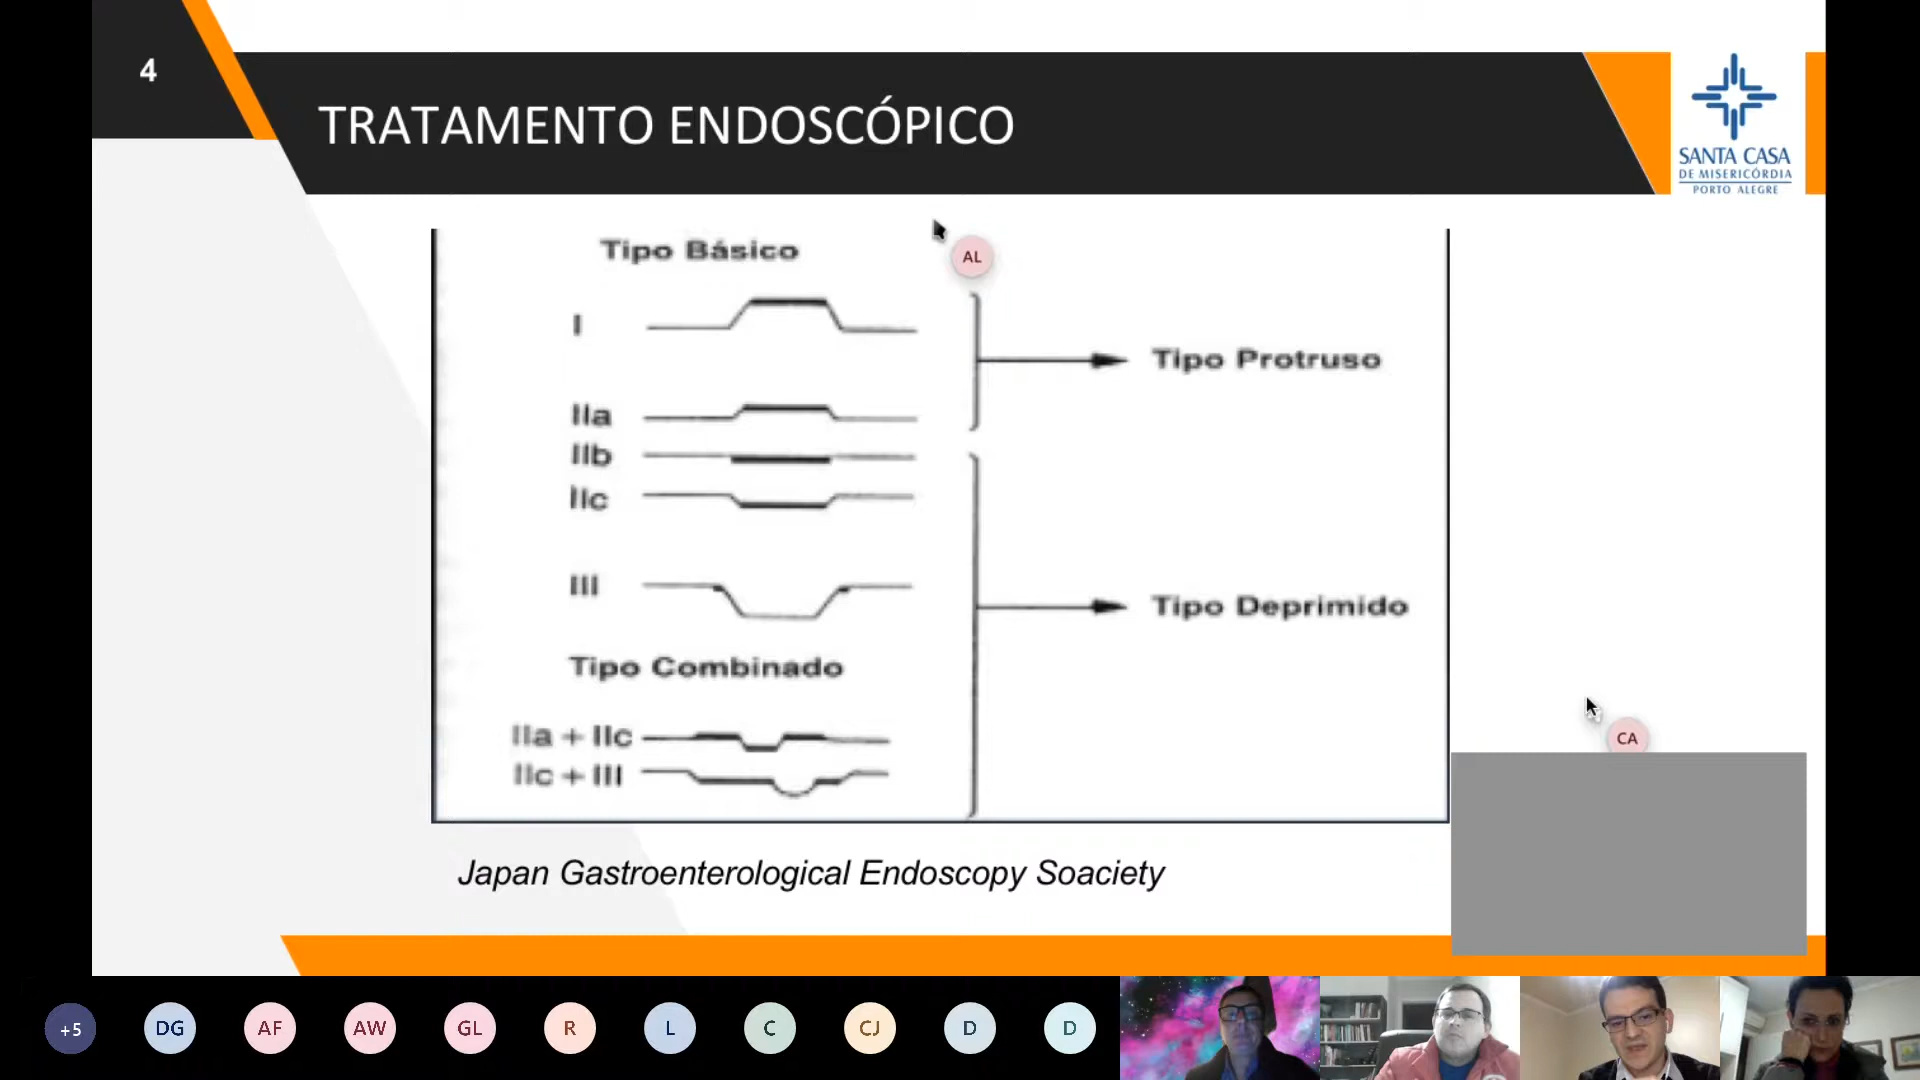 4
TRATAMENTO ENDOSCÓPICO
SANTA CASA
DE MISERICÓRDIA
PORTO ALEGRE
Tipo Básico
AL
I
Tipo Protruso
IIa
IIb
IIc
III
Tipo Deprimido
Tipo Combinado
IIa + IIc
IIc + III
CA
Japan Gastroenterological Endoscopy Soaciety
+5
DG
AF
AW
GL
R
L
C
CJ
D
D